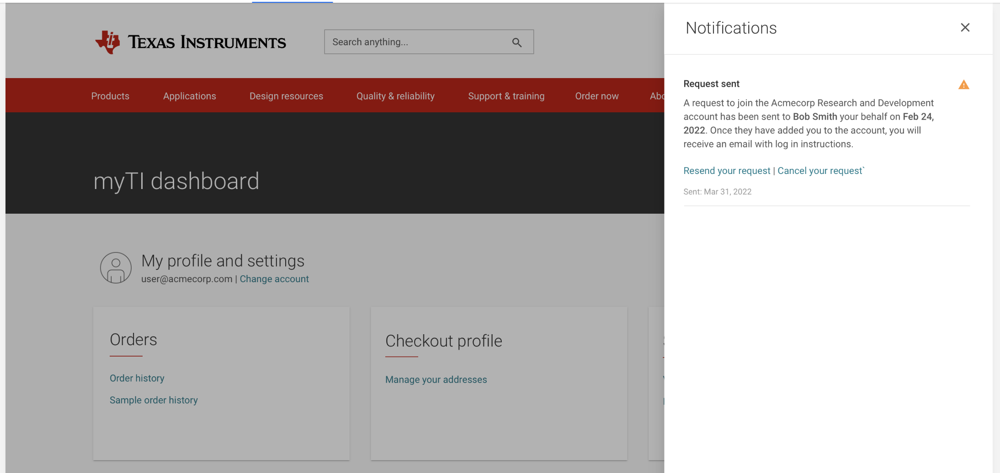 TEXAS INSTRUMENTS
Search anything...
Products Applications Design resources Quality & reliability Support & training Order now
myTI dashboard
My profile and settings
user@acmecorp.com | Change account
Orders
Order history
Sample order history
Checkout profile
Manage your addresses
Notifications
Request sent
A request to join the Acmecorp Research and Development
account has been sent to Bob Smith your behalf on Feb 24,
2022. Once they have added you to the account, you will
receive an email with log in instructions.
Resend your request | Cancel your request`
Sent: Mar 31, 2022